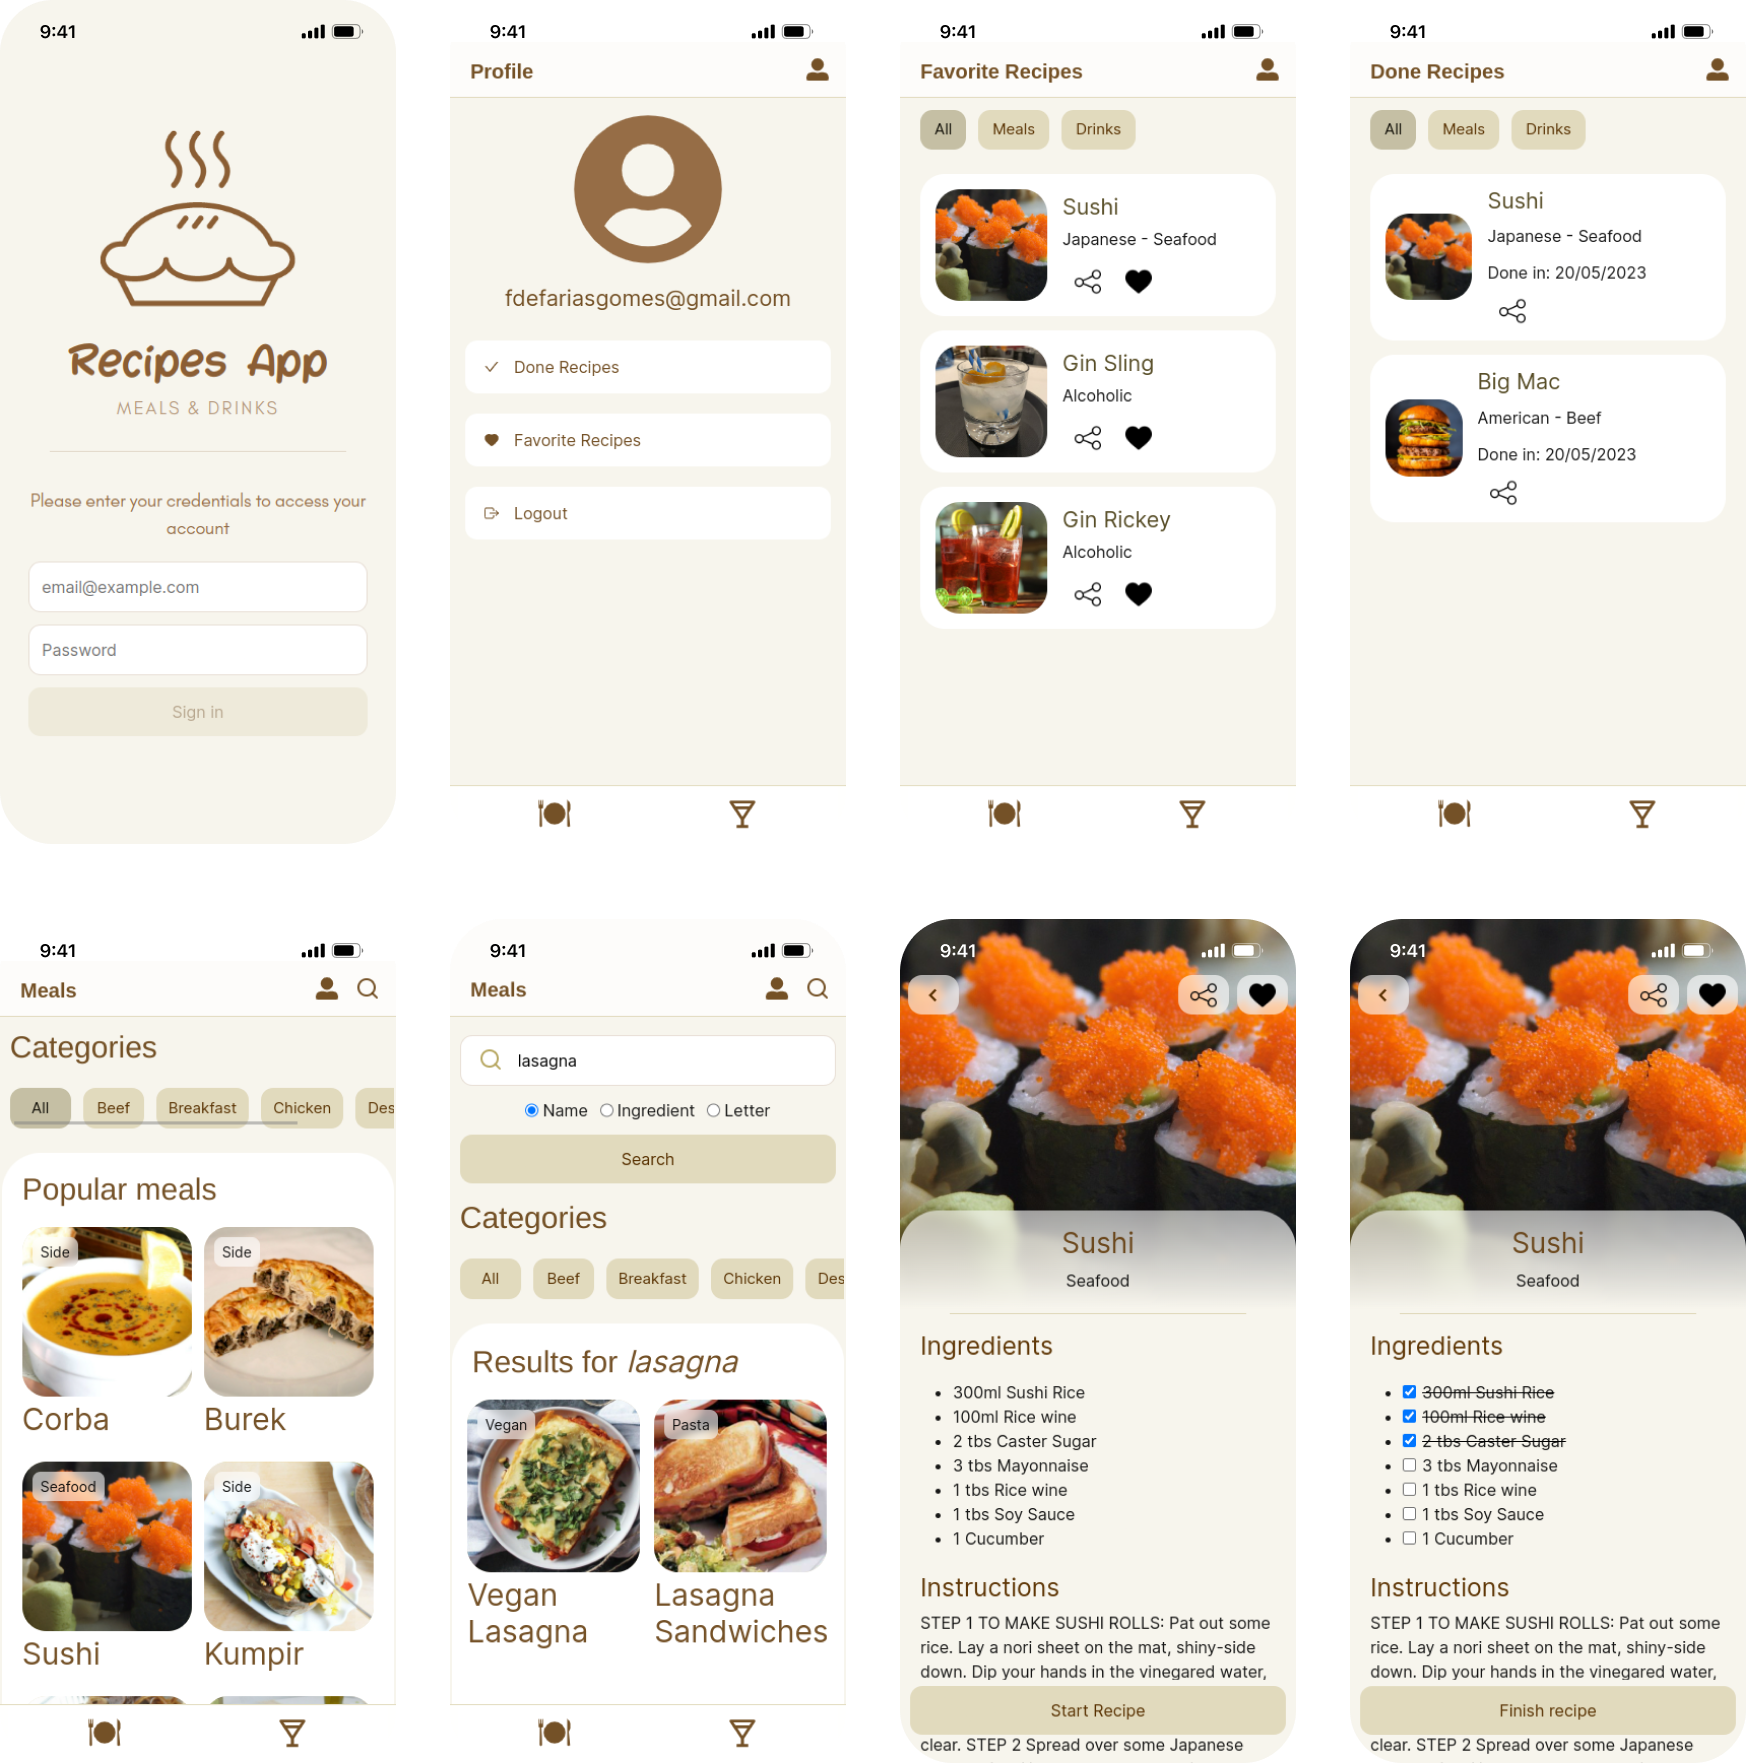 9:41
Recipes App
MEALS & DRINKS
Please enter your credentials to access your
account
email@example.com
Password
Sign in
9:41
Profile
fdefariasgomes@gmail.com
Done Recipes
Favorite Recipes
Logout
9:41
Favorite Recipes
All Meals Drinks
Sushi
Japanese - Seafood
Gin Sling
Alcoholic
Gin Rickey
Alcoholic
9:41
Done Recipes
All Meals Drinks
Sushi
Japanese - Seafood
Done in: 20/05/2023
Big Mac
American - Beef
Done in: 20/05/2023
9:41
Meals
Categories
All Beef Breakfast Chicken Des
Popular meals
Side Side
Corba Burek
Seafood Side
Sushi Kumpir
9:41
Meals
lasagna
Name Ingredient Letter
Search
Categories
All Beef Breakfast Chicken Des
Results for lasagna
Vegan Pasta
Vegan Lasagna
Lasagna Sandwiches
9:41
Sushi
Seafood
Ingredients
300ml Sushi Rice
100ml Rice wine
2 tbs Caster Sugar
3 tbs Mayonnaise
1 tbs Rice wine
1 tbs Soy Sauce
1 Cucumber
Instructions
STEP 1 TO MAKE SUSHI ROLLS: Pat out some
rice. Lay a nori sheet on the mat, shiny-side
down. Dip your hands in the vinegared water,
Start Recipe
clear. STEP 2 Spread over some Japanese
9:41
Sushi
Seafood
Ingredients
300ml Sushi Rice
100ml Rice wine
2 tbs Caster Sugar
3 tbs Mayonnaise
1 tbs Rice wine
1 tbs Soy Sauce
1 Cucumber
Instructions
STEP 1 TO MAKE SUSHI ROLLS: Pat out some
rice. Lay a nori sheet on the mat, shiny-side
down. Dip your hands in the vinegared water,
Finish recipe
clear. STEP 2 Spread over some Japanese